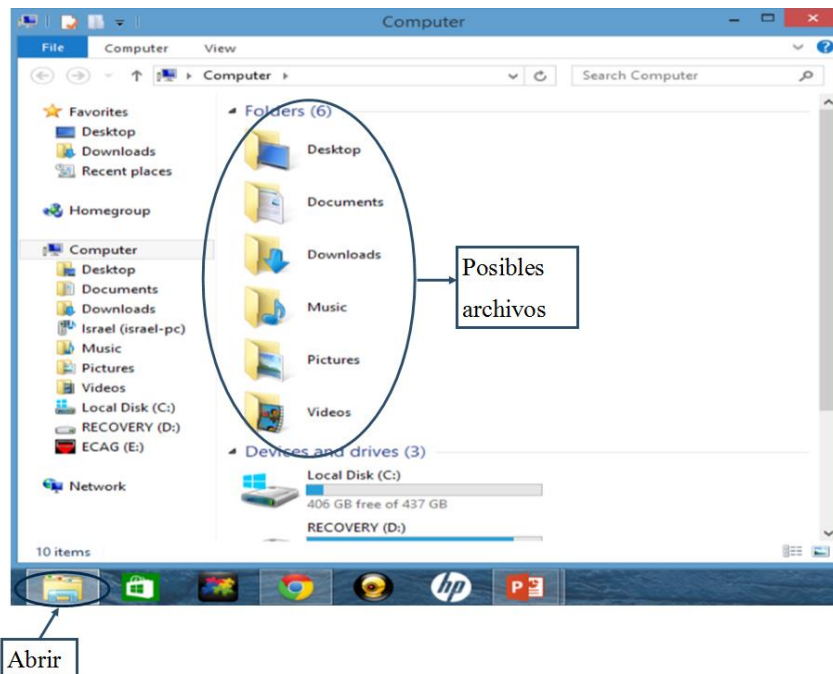 Computer
File Computer View
Computer
Search Computer
Favorites
Desktop
Downloads
Recent places
Homegroup
Computer
Desktop
Documents
Downloads
Israel (israel-pc)
Music
Pictures
Videos
Local Disk (C:)
RECOVERY (D:)
ECAG (E:)
Network
Folders (6)
Desktop
Documents
Downloads
Music
Pictures
Videos
Devices and drives (3)
Local Disk (C:)
406 GB free of 437 GB
RECOVERY (D:)
Posibles
archivos
10 items
hp
P
Abrir